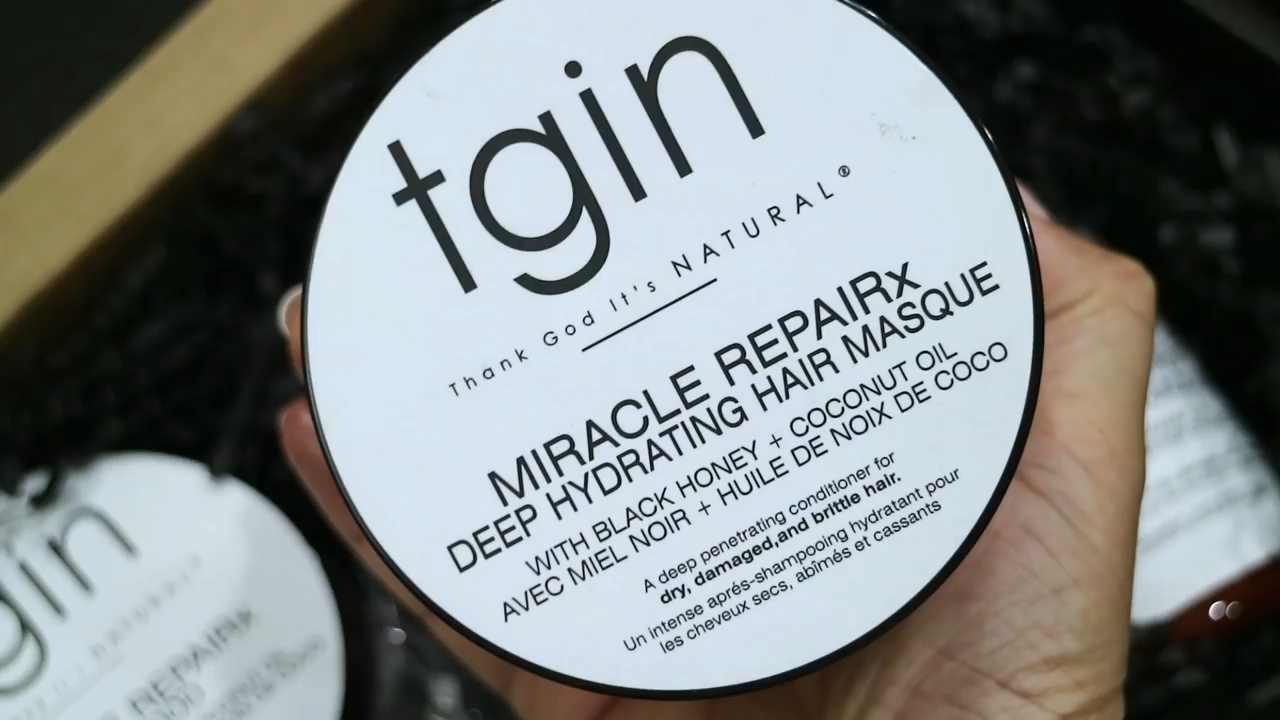 tgin
Thank God It's NATURAL®
MIRACLE REPAIRx
DEEP HYDRATING HAIR MASQUE
WITH BLACK HONEY + COCONUT OIL
AVEC MIEL NOIR + HUILE DE NOIX DE COCO
A deep penetrating conditioner for
dry, damaged,and brittle hair.
Un intense aprés-shampooing hydratant pour
les cheveux secs, abîmés et cassants
gin
NATURAL
REPAIRx